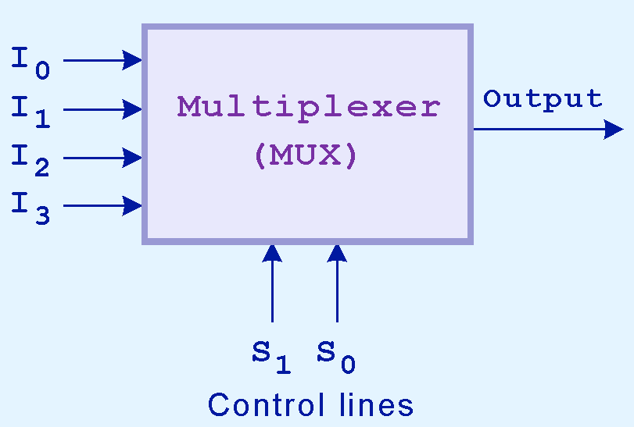 I0
I1
I2
I3
Multiplexer
(MUX)
Output
S1 S0
Control lines